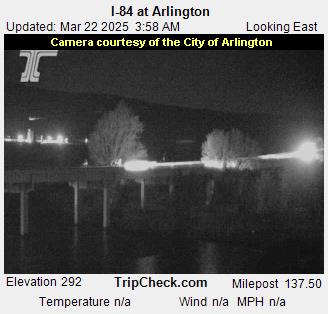 I-84 at Arlington
Updated: Mar 22 2025 3:58 AM Looking East
Camera courtesy of the City of Arlington
Elevation 292 TripCheck.com Milepost 137.50
Temperature n/a Wind n/a MPH n/a